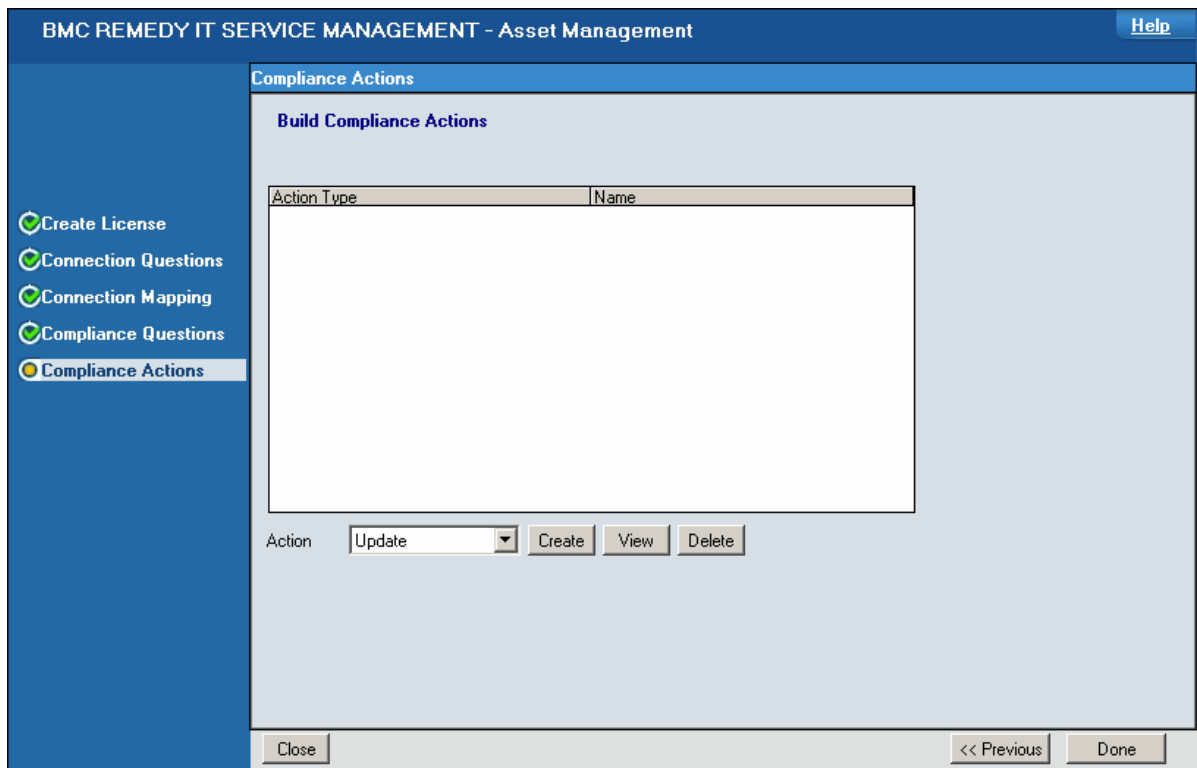 BMC REMEDY IT SERVICE MANAGEMENT - Asset Management
Help
Create License
Connection Questions
Connection Mapping
Compliance Questions
Compliance Actions
Compliance Actions
Build Compliance Actions
Action Type Name
Action Update Create View Delete
Close << Previous Done